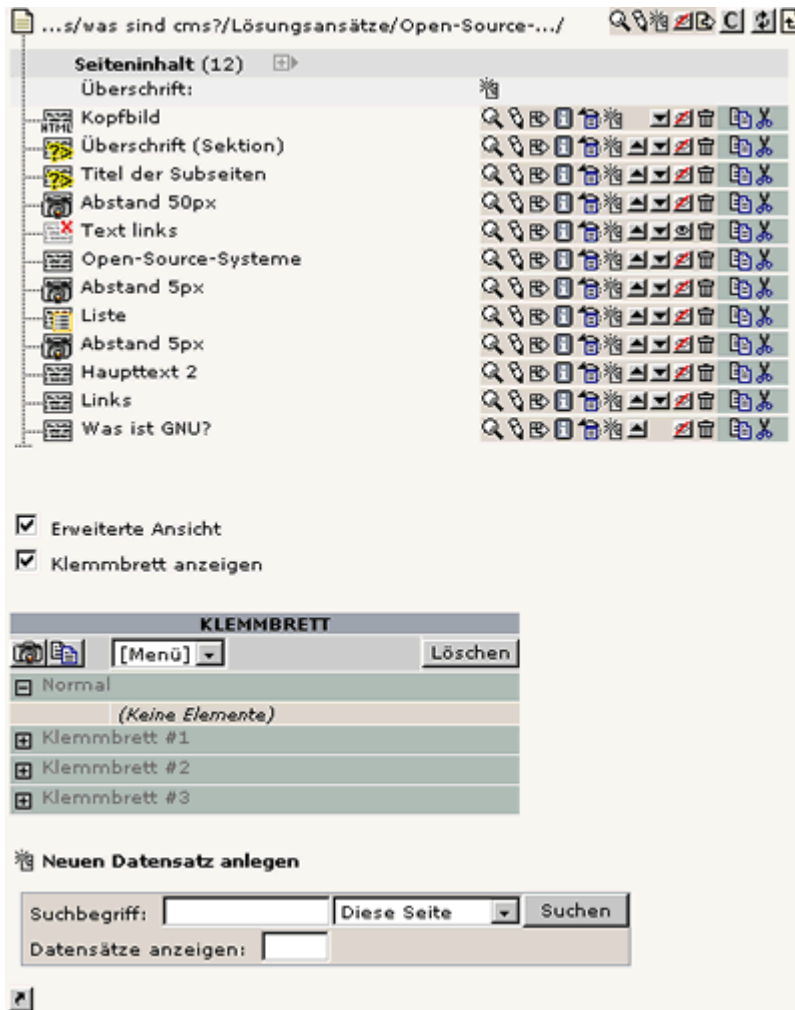 ...s/was sind cms?/Lösungsansätze/Open-Source-.../
Seiteninhalt (12)
Überschrift:
HTML Kopfbild
Überschrift (Sektion)
Titel der Subseiten
Abstand 50px
Text links
Open-Source-Systeme
Abstand 5px
Liste
Abstand 5px
Haupttext 2
Links
Was ist GNU?
Erweiterte Ansicht
Klemmbrett anzeigen
KLEMMBRETT
[Menü] Löschen
Normal
(Keine Elemente)
Klemmbrett #1
Klemmbrett #2
Klemmbrett #3
Neuen Datensatz anlegen
Suchbegriff: Diese Seite Suchen
Datensätze anzeigen: